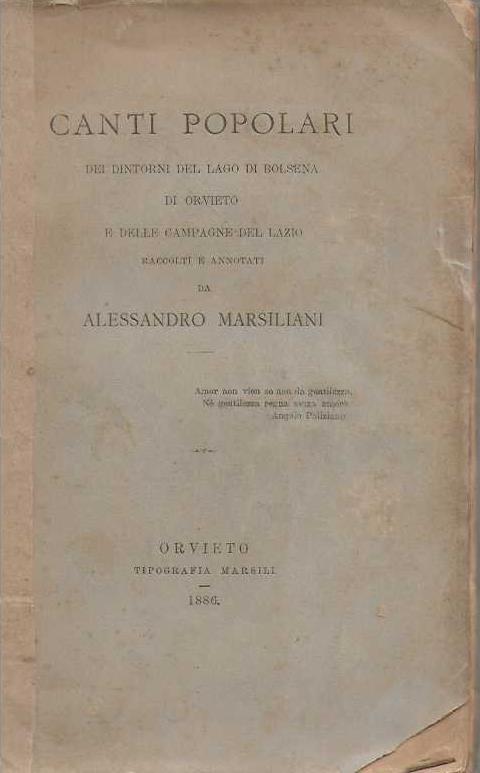 CANTI POPOLARI
DEI DINTORNI DEL LAGO DI BOLSENA
DI ORVIETO
E DELLE CAMPAGNE DEL LAZIO
RACCOLTI E ANNOTATI
DA
ALESSANDRO MARSILIANI
Amor non vien se non da gentilezza,
Nè gentilezza regna senza amore.
Angelo Poliziano
ORVIETO
TIPOGRAFIA MARSILI
1886.